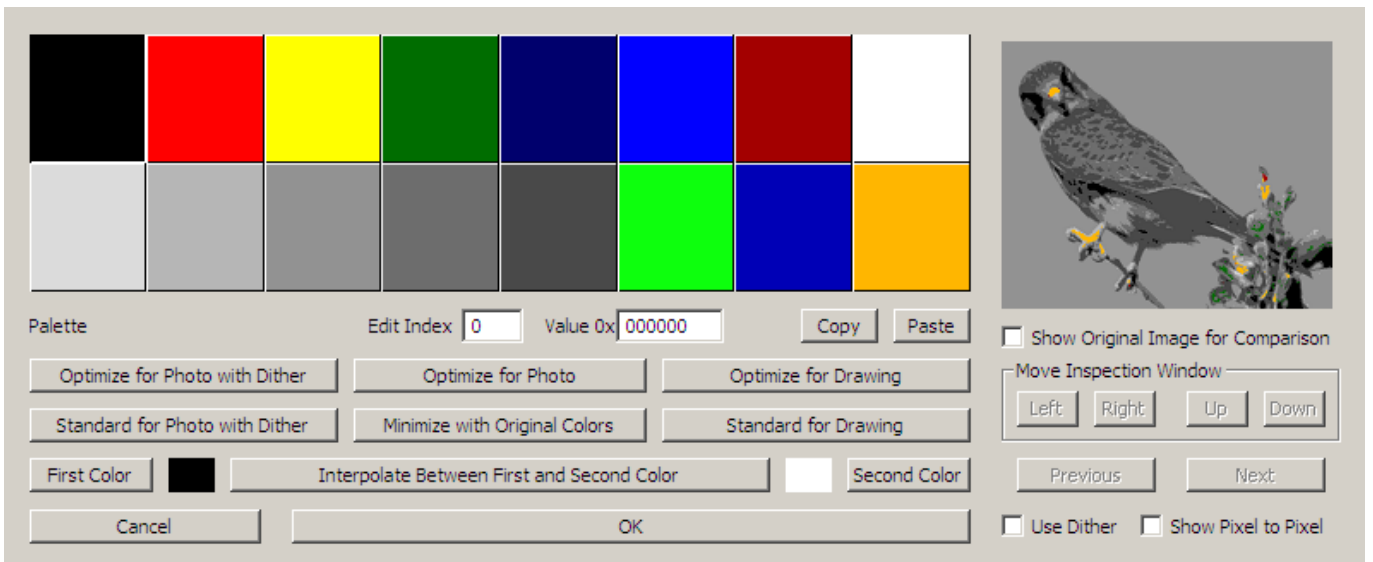 Palette Edit Index 0 Value 0x 000000 Copy Paste
Show Original Image for Comparison
Optimize for Photo with Dither Optimize for Photo Optimize for Drawing
Move Inspection Window
Left Right Up Down
Standard for Photo with Dither Minimize with Original Colors Standard for Drawing
First Color Interpolate Between First and Second Color Second Color
Previous Next
Cancel OK
Use Dither Show Pixel to Pixel